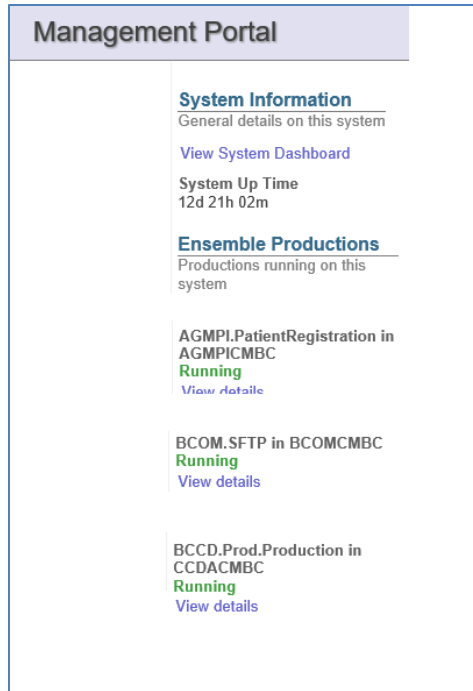 Management Portal
System Information
General details on this system
View System Dashboard
System Up Time
12d 21h 02m
Ensemble Productions
Productions running on this
system
AGMPI.PatientRegistration in
AGMPICMBC
Running
View details
BCOM.SFTP in BCOMCMBC
Running
View details
BCCD.Prod.Production in
CCDACMBC
Running
View details